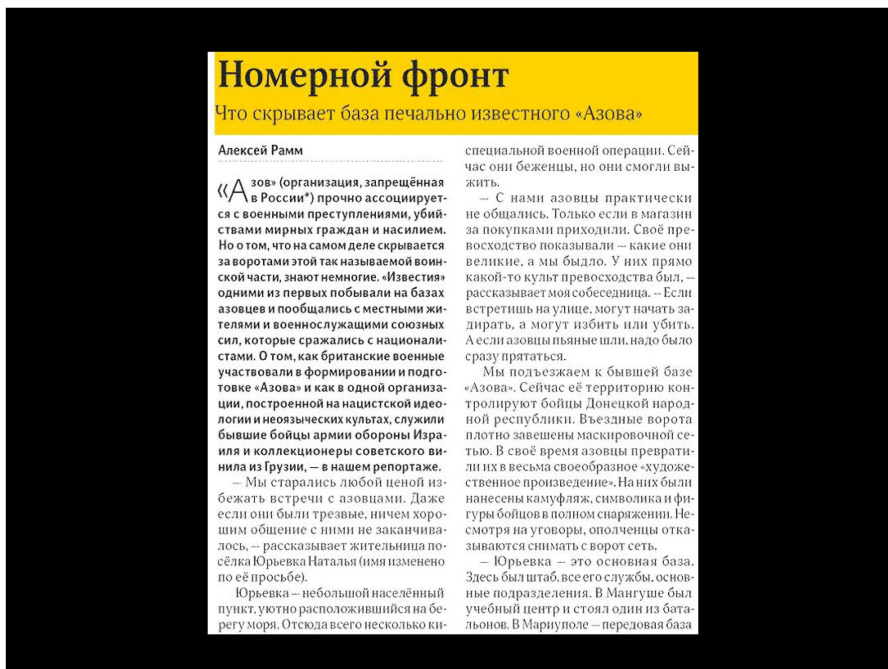 Номерной фронт
Что скрывает база печально известного «Азова»
Алексей Рамм
«Азов» (организация, запрещённая
в России*) прочно ассоциирует-
ся с военными преступлениями, убий-
ствами мирных граждан и насилием.
Но о том, что на самом деле скрывается
за воротами этой так называемой воин-
ской части, знают немногие. «Известия»
одними из первых побывали на базах
азовцев и пообщались с местными жи-
телями и военнослужащими союзных
сил, которые сражались с национали-
стами. О том, как британские военные
участвовали в формировании и подго-
товке «Азова» и как в одной организа-
ции, построенной на нацистской идео-
логии и неоязыческих культах, служили
бывшие бойцы армии обороны Изра-
иля и коллекционеры советского ви-
нила из Грузии, — в нашем репортаже.
— Мы старались любой ценой из-
бежать встречи с азовцами. Даже
если они были трезвые, ничем хоро-
шим общение с ними не заканчива-
лось, — рассказывает жительница по-
сёлка Юрьевка Наталья (имя изменено
по её просьбе).
Юрьевка — небольшой населённый
пункт, уютно расположившийся на бе-
регу моря. Отсюда всего несколько ки-
специальной военной операции. Сей-
час они беженцы, но они смогли вы-
жить.
— С нами азовцы практически
не общались. Только если в магазин
за покупками приходили. Своё пре-
восходство показывали — какие они
великие, а мы быдло. У них прямо
какой-то культ превосходства был, —
рассказывает моя собеседница. — Если
встретишь на улице, могут начать за-
дирать, а могут избить или убить.
А если азовцы пьяные шли, надо было
сразу прятаться.
Мы подъезжаем к бывшей базе
«Азова». Сейчас её территорию кон-
тролируют бойцы Донецкой народ-
ной республики. Въездные ворота
плотно завешены маскировочной се-
тью. В своё время азовцы преврати-
ли их в весьма своеобразное «художе-
ственное произведение». На них были
нанесены камуфляж, символика и фи-
гуры бойцов в полном снаряжении. Не-
смотря на уговоры, ополченцы отка-
зываются снимать с ворот сеть.
— Юрьевка — это основная база.
Здесь был штаб, все его службы, основ-
ные подразделения. В Мангуше был
учебный центр и стоял один из бата-
льонов. В Мариуполе — передовая база